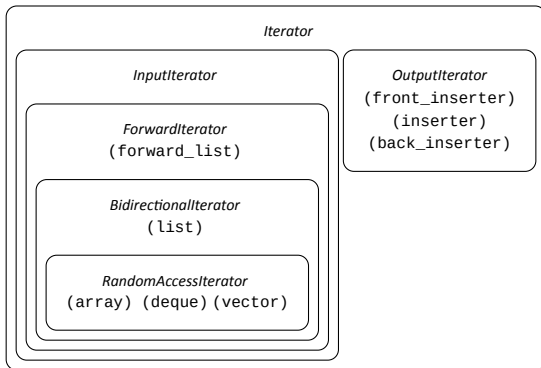 Iterator
InputIterator
OutputIterator
(front_inserter)
(inserter)
(back_inserter)
ForwardIterator
(forward_list)
BidirectionalIterator
(list)
RandomAccessIterator
(array) (deque) (vector)